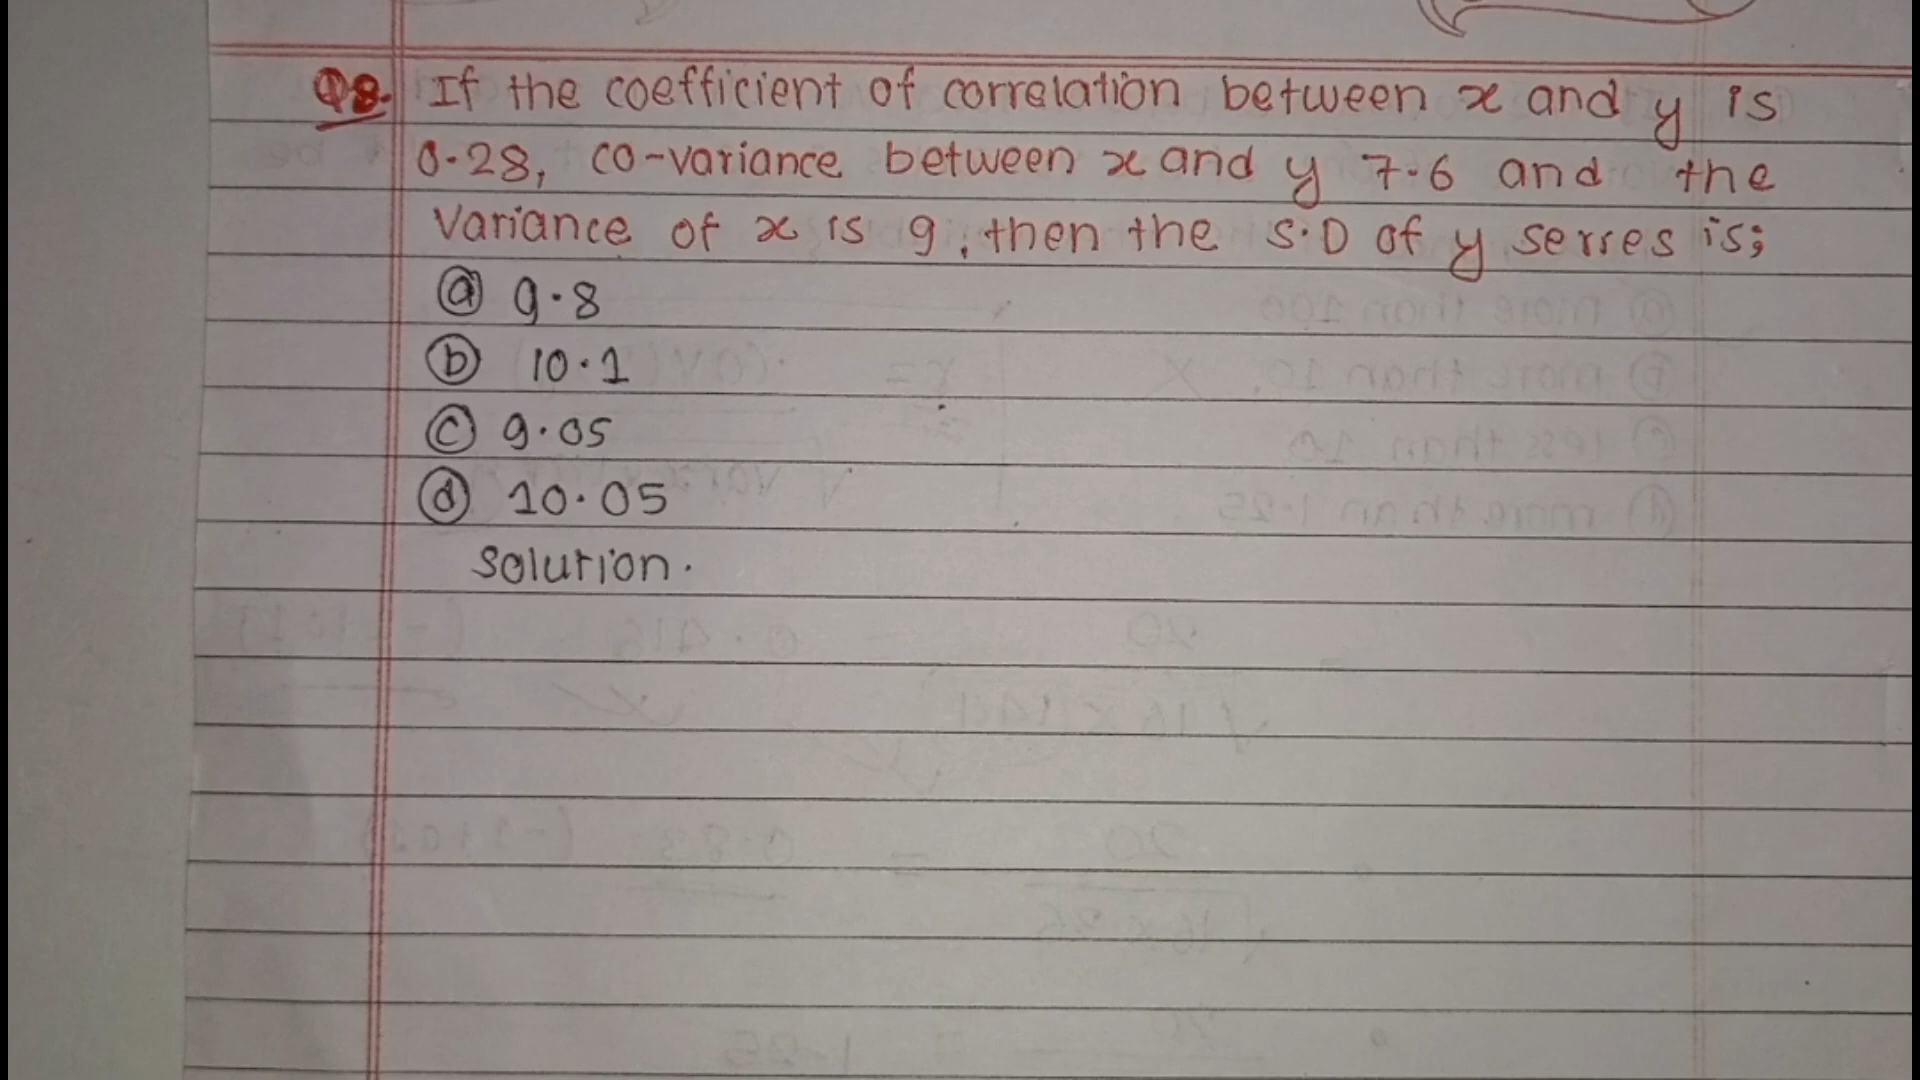 Q8. If the coefficient of correlation between x and y is
0.28, co-variance between x and y 7.6 and the
variance of x is 9, then the S.D of y serres is;
(a) 9.8
(b) 10.1
(c) 9.05
(d) 10.05
Solution.